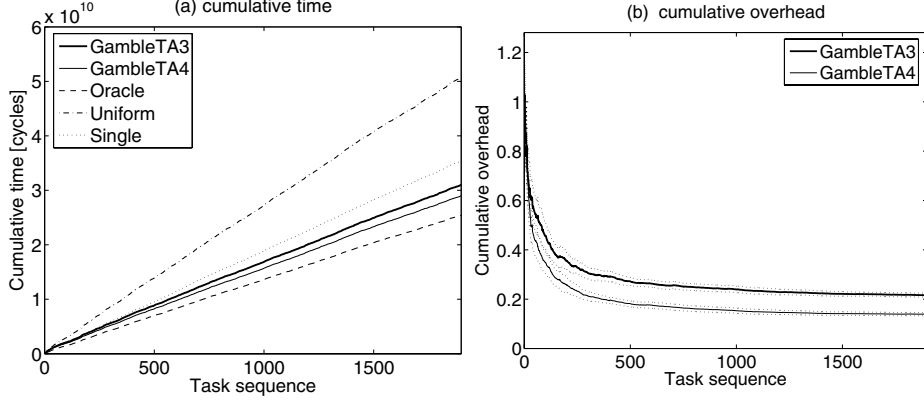 (a) cumulative time
x 10^10
6
5
4
3
2
1
0
0 500 1000 1500
Cumulative time [cycles]
Task sequence
GambleTA3
GambleTA4
Oracle
Uniform
Single
(b) cumulative overhead
1.2
1
0.8
0.6
0.4
0.2
0
0 500 1000 1500
Cumulative overhead
Task sequence
GambleTA3
GambleTA4